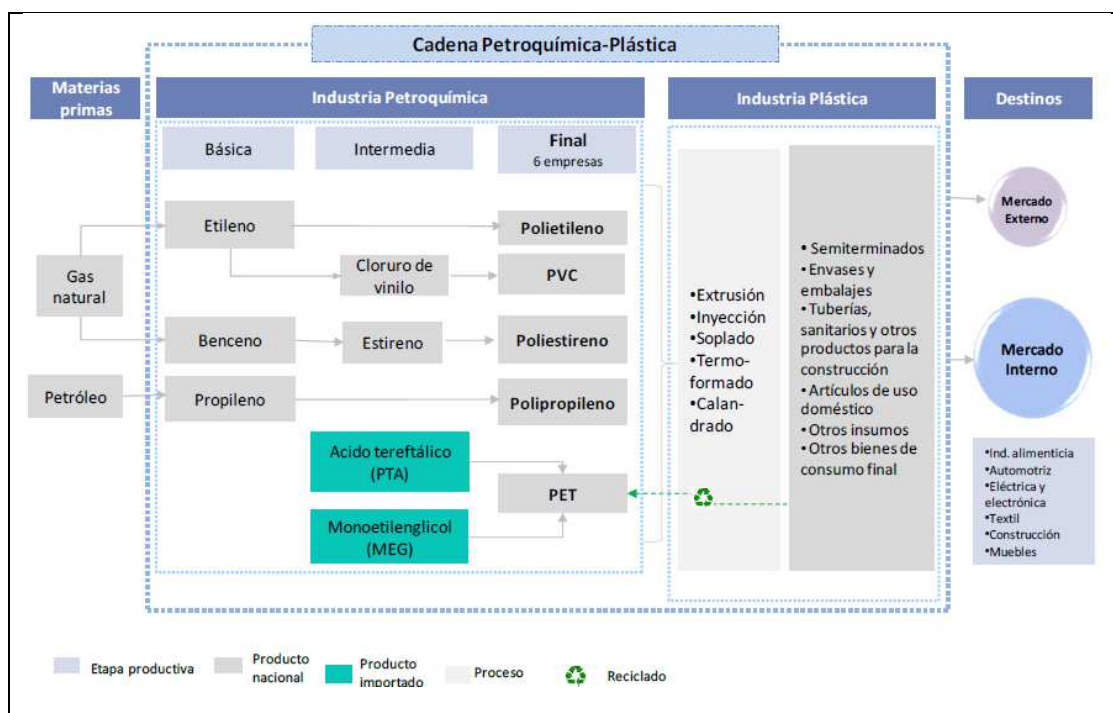 Cadena Petroquímica-Plástica
Materias
primas
Industria Petroquímica
Industria Plástica
Destinos
Básica
Intermedia
Final
6 empresas
Etileno
Polietileno
Gas
natural
Cloruro de
vinilo
PVC
Benceno
Estireno
Poliestireno
Petróleo
Propileno
Polipropileno
Acido tereftálico
(PTA)
PET
Monoetilenglicol
(MEG)
•Extrusión
•Inyección
•Soplado
•Termo-
formado
•Calan-
drado
• Semiterminados
• Envases y
embalajes
• Tuberías,
sanitarios y otros
productos para la
construcción
• Artículos de uso
doméstico
• Otros insumos
• Otros bienes de
consumo final
Mercado
Externo
Mercado
Interno
•Ind. alimenticia
•Automotriz
•Eléctrica y
electrónica
•Textil
•Construcción
•Muebles
Etapa productiva
Producto
nacional
Producto
importado
Proceso
Reciclado